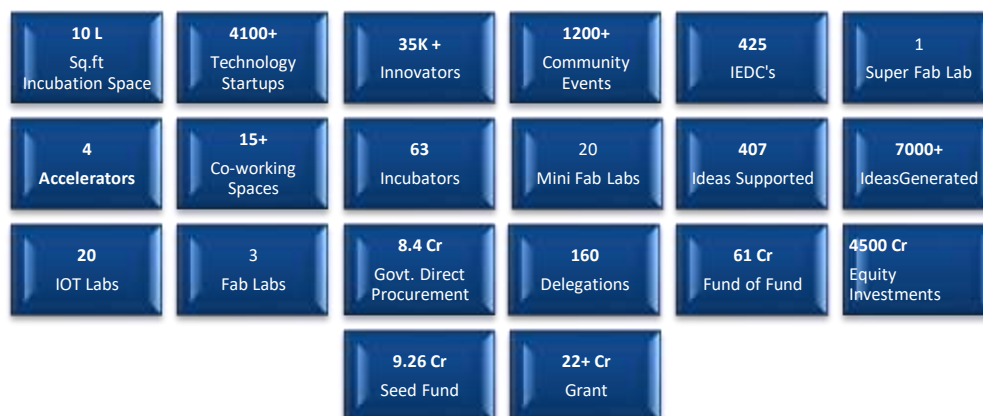 10 L
Sq.ft
Incubation Space
4100+
Technology
Startups
35K +
Innovators
1200+
Community
Events
425
IEDC's
1
Super Fab Lab
4
Accelerators
15+
Co-working
Spaces
63
Incubators
20
Mini Fab Labs
407
Ideas Supported
7000+
IdeasGenerated
20
IOT Labs
3
Fab Labs
8.4 Cr
Govt. Direct
Procurement
160
Delegations
61 Cr
Fund of Fund
4500 Cr
Equity
Investments
9.26 Cr
Seed Fund
22+ Cr
Grant